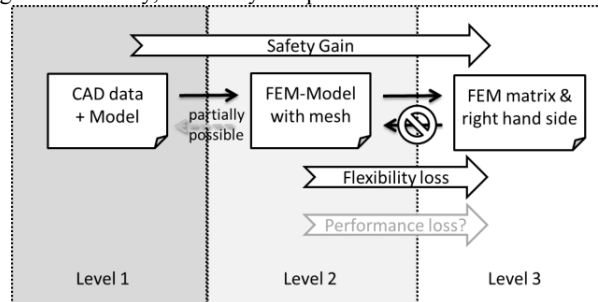 Safety Gain
CAD data
+ Model
partially
possible
FEM-Model
with mesh
FEM matrix &
right hand side
Flexibility loss
Performance loss?
Level 1
Level 2
Level 3